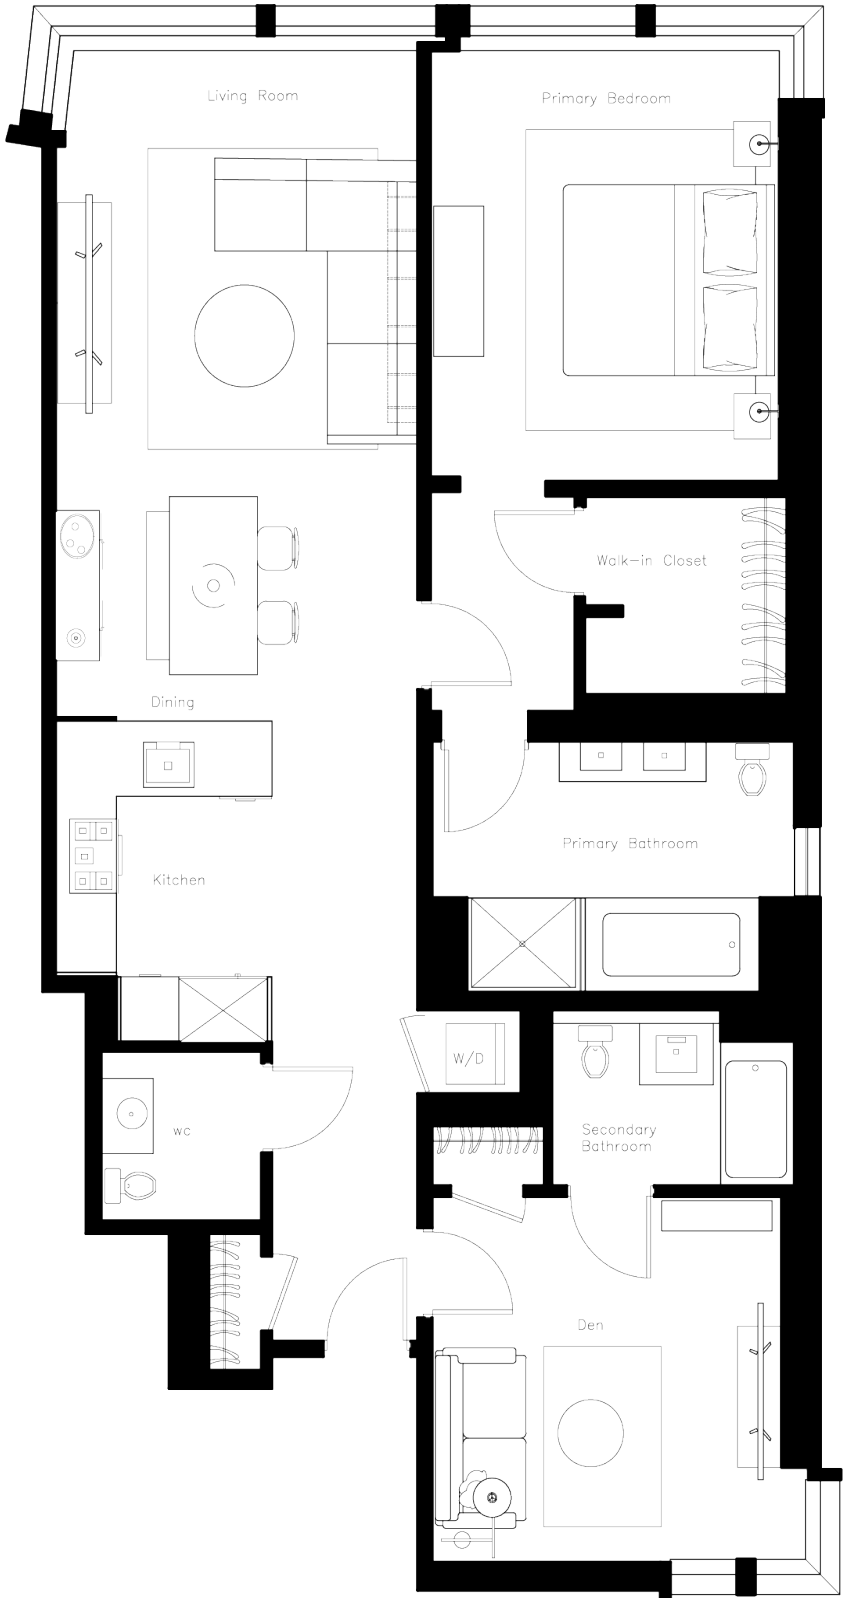 Living Room
Primary Bedroom
Walk-in Closet
Dining
Primary Bathroom
Kitchen
W/D
WC
Secondary
Bathroom
Den